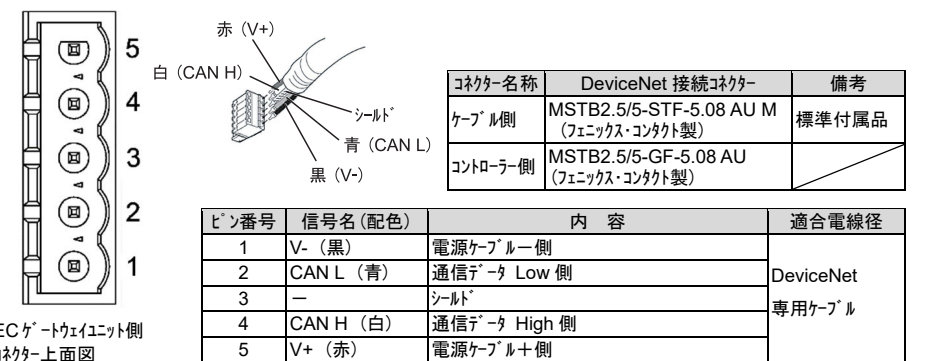 5
4
3
2
1
赤（V+）
白（CAN H）
シールド
青（CAN L）
黒（V-）
コネクター名称 DeviceNet 接続コネクター 備考
ケーブル側 MSTB2.5/5-STF-5.08 AU M
（フェニックス・コンタクト製） 標準付属品
コントローラー側 MSTB2.5/5-GF-5.08 AU
（フェニックス・コンタクト製）
ピン番号 信号名（配色） 内 容 適合電線径
1 V-（黒） 電源ケーブルー側
2 CAN L（青） 通信データ Low 側
3 － シールド
4 CAN H（白） 通信データ High 側
5 V+（赤） 電源ケーブル＋側
DeviceNet
専用ケーブル
ECゲートウェイユニット側
コネクター上面図